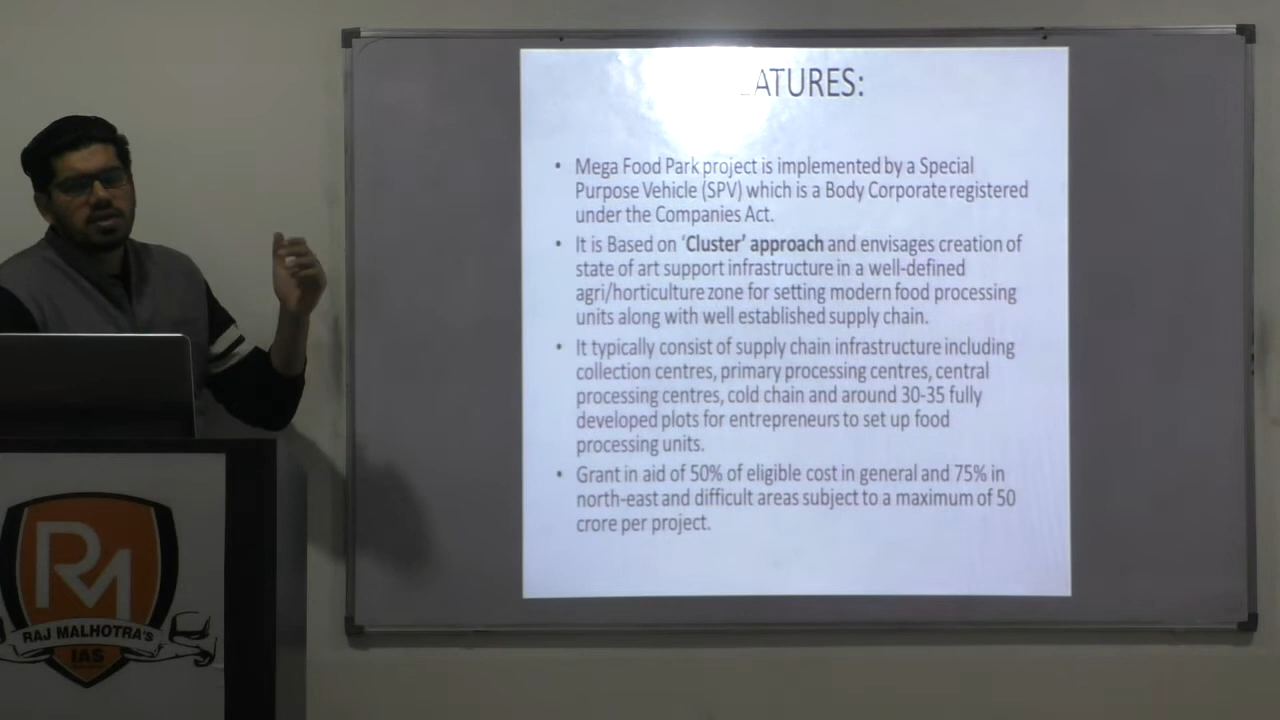 ATURES:
• Mega Food Park project is implemented by a Special
Purpose Vehicle (SPV) which is a Body Corporate registered
under the Companies Act.
• It is Based on ‘Cluster’ approach and envisages creation of
state of art support infrastructure in a well-defined
agri/horticulture zone for setting modern food processing
units along with well established supply chain.
• It typically consist of supply chain infrastructure including
collection centres, primary processing centres, central
processing centres, cold chain and around 30-35 fully
developed plots for entrepreneurs to set up food
processing units.
• Grant in aid of 50% of eligible cost in general and 75% in
north-east and difficult areas subject to a maximum of 50
crore per project.
RM
RAJ MALHOTRA'S
IAS